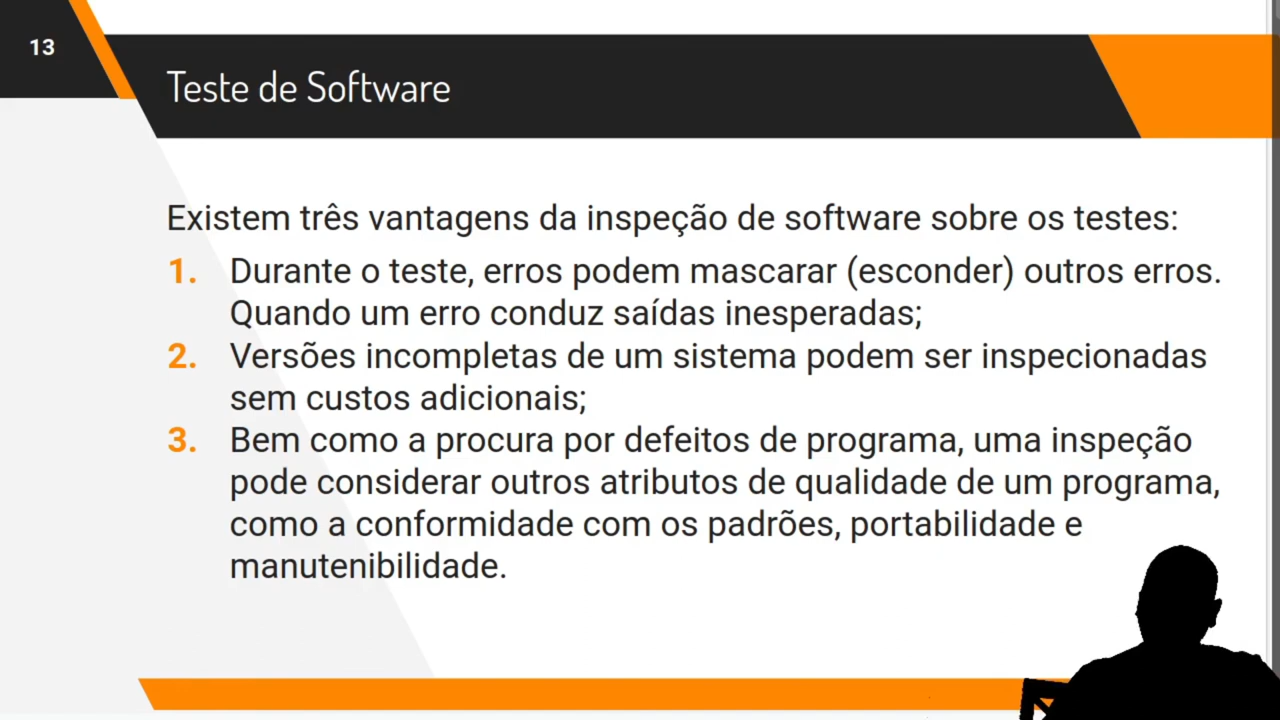 13
Teste de Software
Existem três vantagens da inspeção de software sobre os testes:
1. Durante o teste, erros podem mascarar (esconder) outros erros.
Quando um erro conduz saídas inesperadas;
2. Versões incompletas de um sistema podem ser inspecionadas
sem custos adicionais;
3. Bem como a procura por defeitos de programa, uma inspeção
pode considerar outros atributos de qualidade de um programa,
como a conformidade com os padrões, portabilidade e
manutenibilidade.